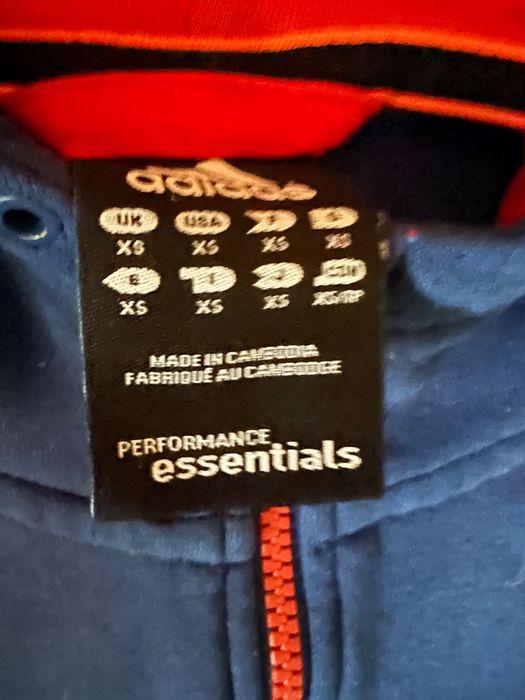 adidas
UK USA F D
XS XS XS XS
E I J CDN
XS XS XS XS/TP
MADE IN CAMBODIA
FABRIQUÉ AU CAMBODGE
PERFORMANCE
essentials